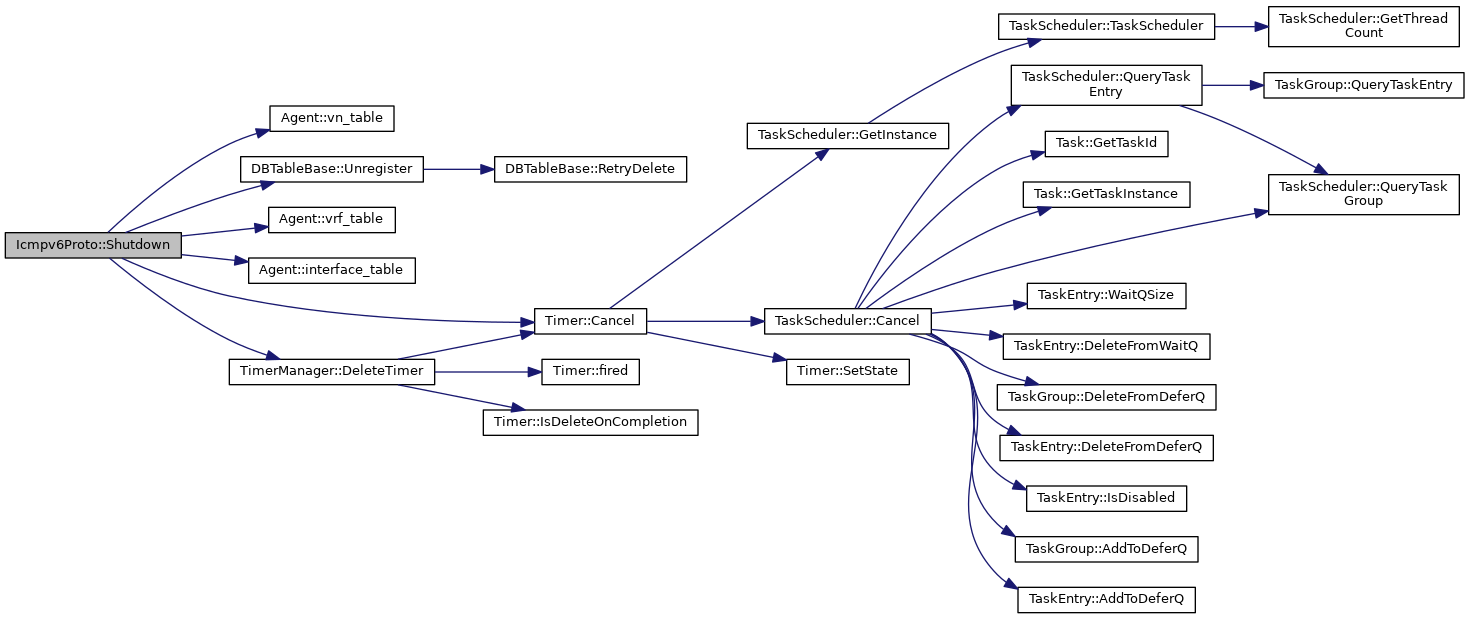 TaskScheduler::TaskScheduler
TaskScheduler::GetThread
Count
TaskScheduler::QueryTask
Entry
TaskGroup::QueryTaskEntry
Agent::vn_table
TaskScheduler::GetInstance
Task::GetTaskId
DBTableBase::Unregister
DBTableBase::RetryDelete
Task::GetTaskInstance
TaskScheduler::QueryTask
Group
Agent::vrf_table
Icmpv6Proto::Shutdown
Agent::interface_table
TaskEntry::WaitQSize
Timer::Cancel
TaskScheduler::Cancel
TaskEntry::DeleteFromWaitQ
TimerManager::DeleteTimer
Timer::fired
Timer::SetState
TaskGroup::DeleteFromDeferQ
Timer::IsDeleteOnCompletion
TaskEntry::DeleteFromDeferQ
TaskEntry::IsDisabled
TaskGroup::AddToDeferQ
TaskEntry::AddToDeferQ